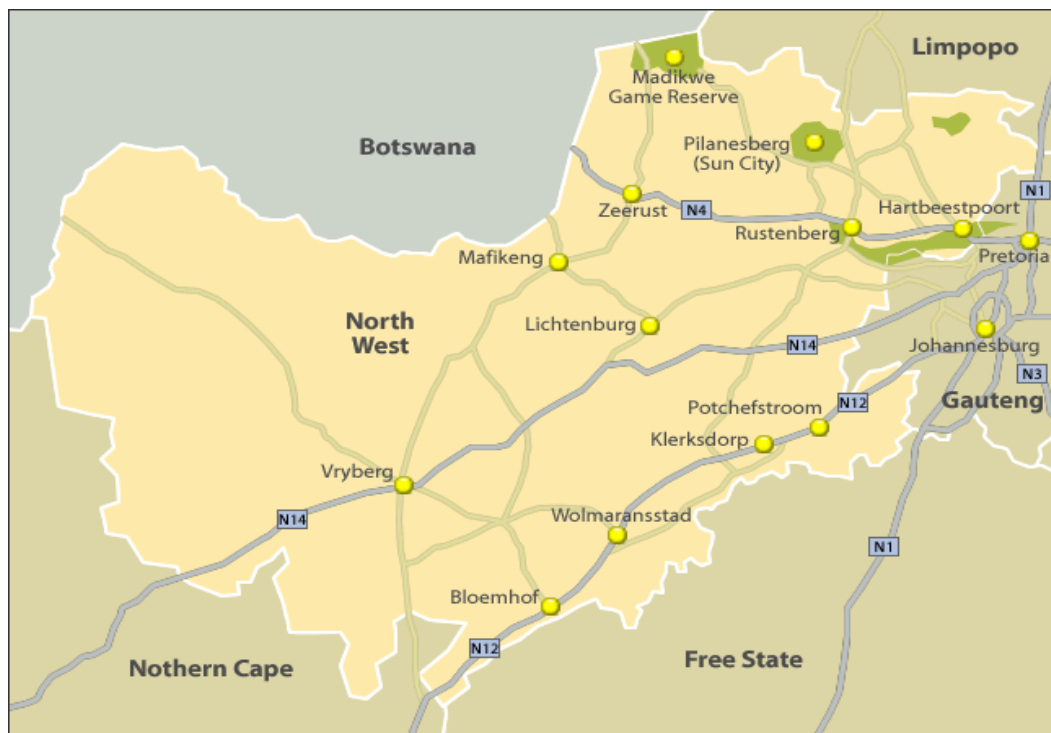 Limpopo
Madikwe
Game Reserve
Botswana
Pilanesberg
(Sun City)
N1
Zeerust
N4
Hartbeestpoort
Rustenberg
Pretoria
Mafikeng
North
West
Lichtenburg
N14
Johannesburg
N3
Potchefstroom
N12
Gauteng
Klerksdorp
Vryberg
N14
Wolmaransstad
N1
Bloemhof
N12
Nothern Cape
Free State